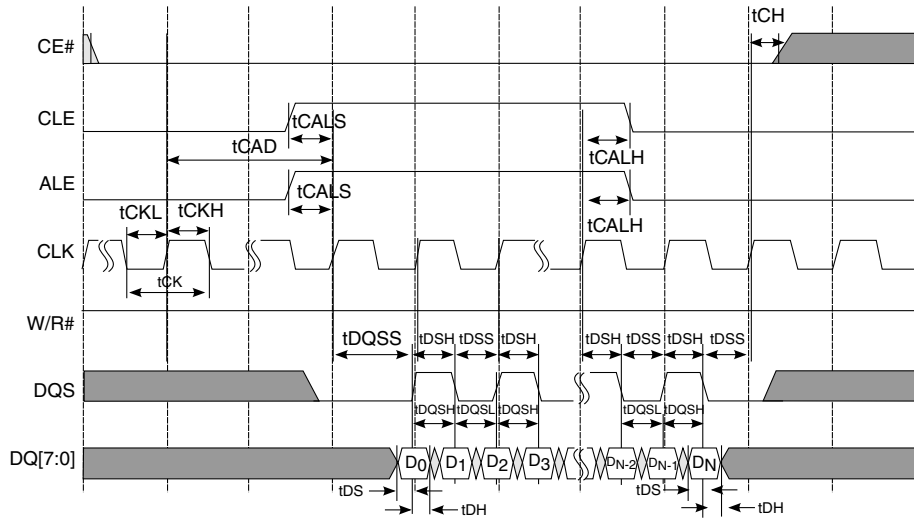 tCH
CE#
CLE
tCALS
tCAD
tCALH
ALE
tCALS
tCKL
tCKH
tCALH
CLK
tCK
W/R#
tDQSS
tDSH
tDSS
tDSH
tDSH
tDSS
tDSH
tDSS
DQS
tDQSH
tDQSL
tDQSH
tDQSL
tDQSH
DQ[7:0]
D0
D1
D2
D3
DN-2
DN-1
DN
tDS
tDH
tDS
tDH